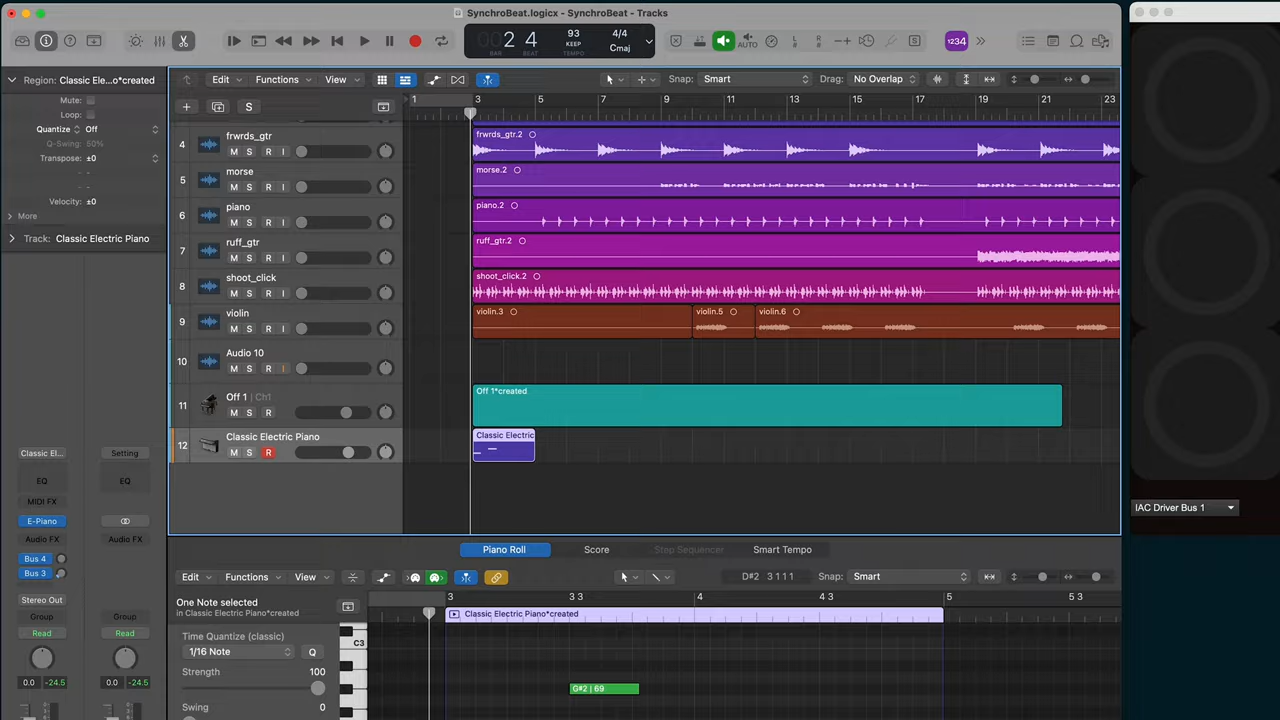 SynchroBeat.logicx - SynchroBeat - Tracks
2 4
BAR BEAT
93
KEEP
TEMPO
4/4
Cmaj
AUTO
1234
Region: Classic Ele...o*created
Mute:
Loop:
Quantize Off
Q-Swing: 50%
Transpose: ±0
Velocity: ±0
More
Track: Classic Electric Piano
Edit Functions View
Snap: Smart
Drag: No Overlap
S
1 3 5 7 9 11 13 15 17 19 21 23
4 frwrds_gtr
M S R I
frwrds_gtr.2
5 morse
M S R I
morse.2
6 piano
M S R I
piano.2
7 ruff_gtr
M S R I
ruff_gtr.2
8 shoot_click
M S R I
shoot_click.2
9 violin
M S R I
violin.3 violin.5 violin.6
10 Audio 10
M S R I
11 Off 1 | Ch1
M S R
Off 1*created
12 Classic Electric Piano
M S R
Classic Electric
Classic El... Setting
EQ EQ
MIDI FX
E-Piano
Audio FX Audio FX
Bus 4
Bus 3
Stereo Out
Group Group
Read Read
0.0 -24.5 0.0 -24.5
Piano Roll Score Step Sequencer Smart Tempo
Edit Functions View
D#2 3 1 1 1
Snap: Smart
One Note selected
in Classic Electric Piano*created
3 3 3 4 4 3 5 5 3
Classic Electric Piano*created
Time Quantize (classic)
1/16 Note Q
Strength 100
Swing 0
C3
G#2 | 69
IAC Driver Bus 1